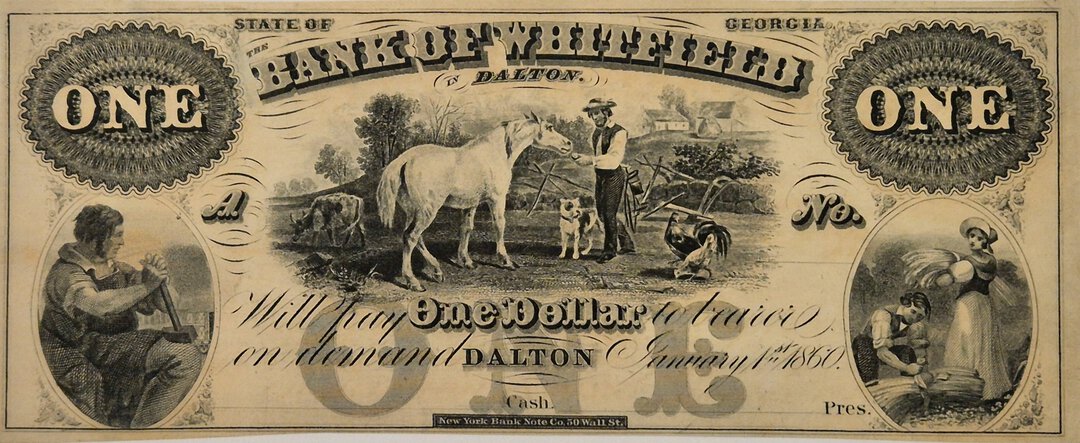 STATE OF GEORGIA
THE
BANK OF WHITFIELD
IN DALTON.
ONE ONE
A No.
Will pay One Dollar to bearer
on demand DALTON January 1st 1860.
ONE
Cash. Pres.
New York Bank Note Co. 50 Wall St.